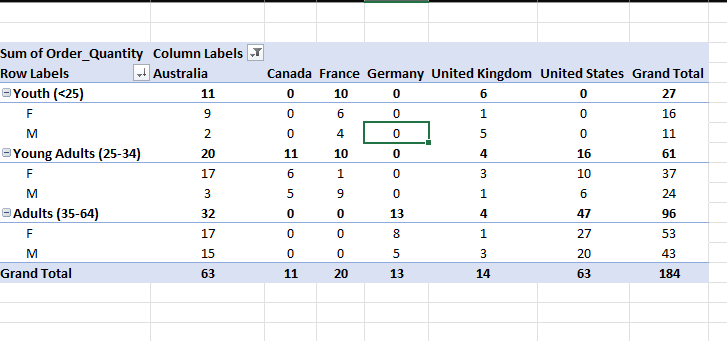 Sum of Order_Quantity Column Labels
Row Labels Australia Canada France Germany United Kingdom United States Grand Total
Youth (<25) 11 0 10 0 6 0 27
F 9 0 6 0 1 0 16
M 2 0 4 0 5 0 11
Young Adults (25-34) 20 11 10 0 4 16 61
F 17 6 1 0 3 10 37
M 3 5 9 0 1 6 24
Adults (35-64) 32 0 0 13 4 47 96
F 17 0 0 8 1 27 53
M 15 0 0 5 3 20 43
Grand Total 63 11 20 13 14 63 184